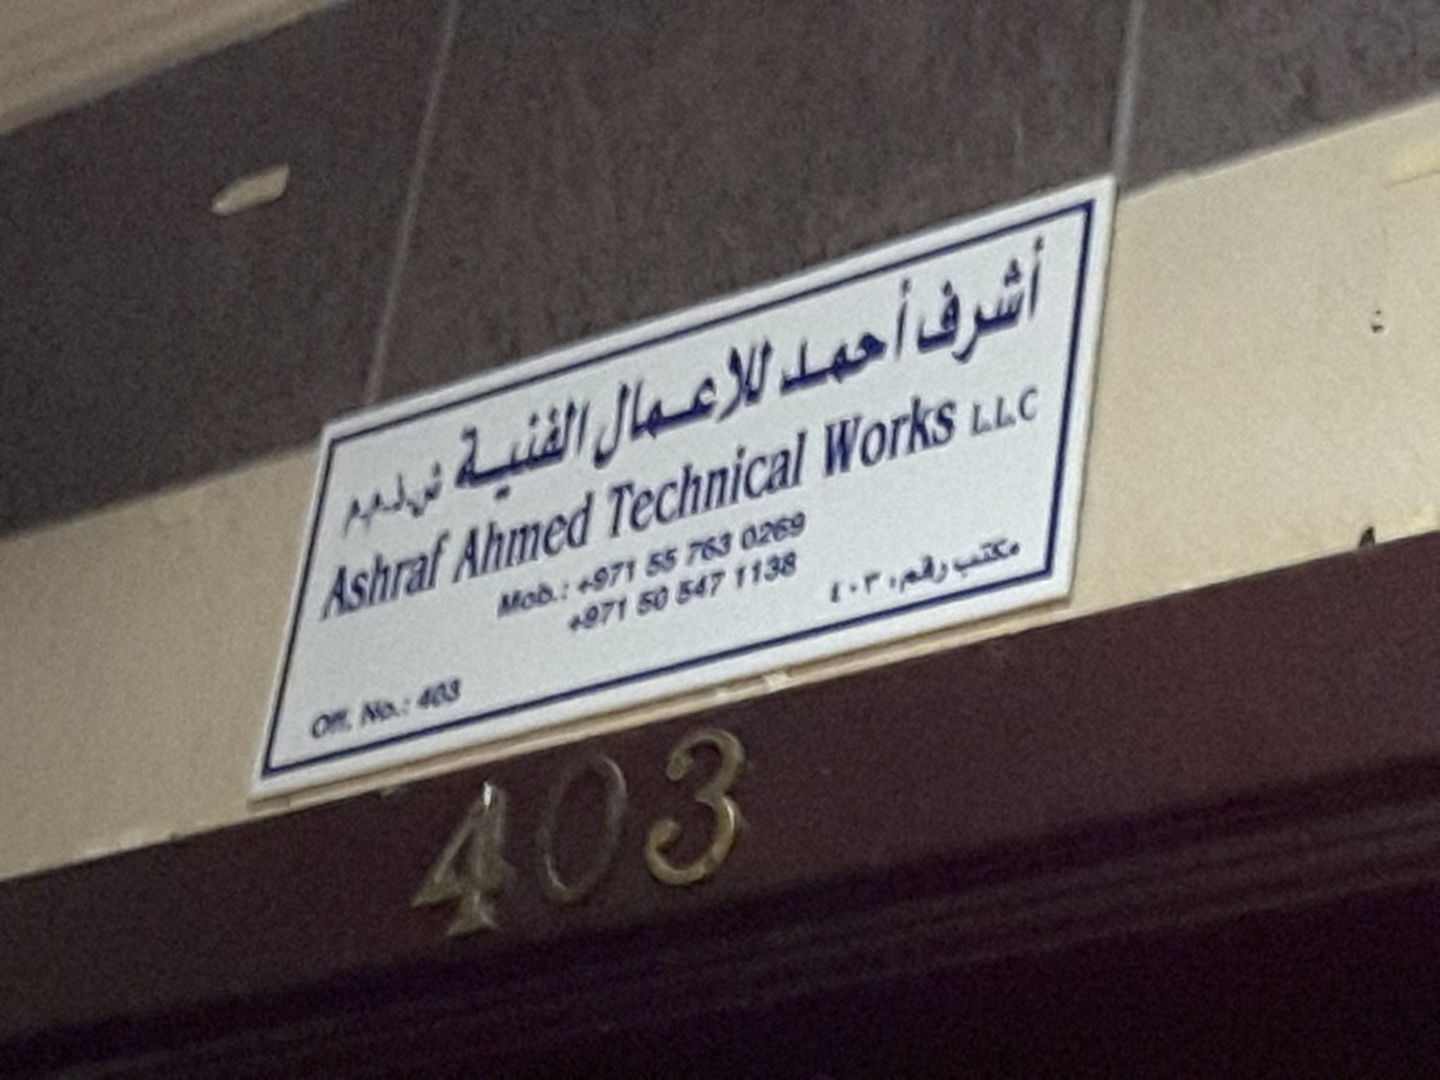 أشرف أحمد للاعمال الفنية ش.ذ.م.م
Ashraf Ahmed Technical Works L.L.C
Mob.: +971 55 763 0269
+971 50 547 1138
مكتب رقم، ٤٠٣
Off. No.: 403
403